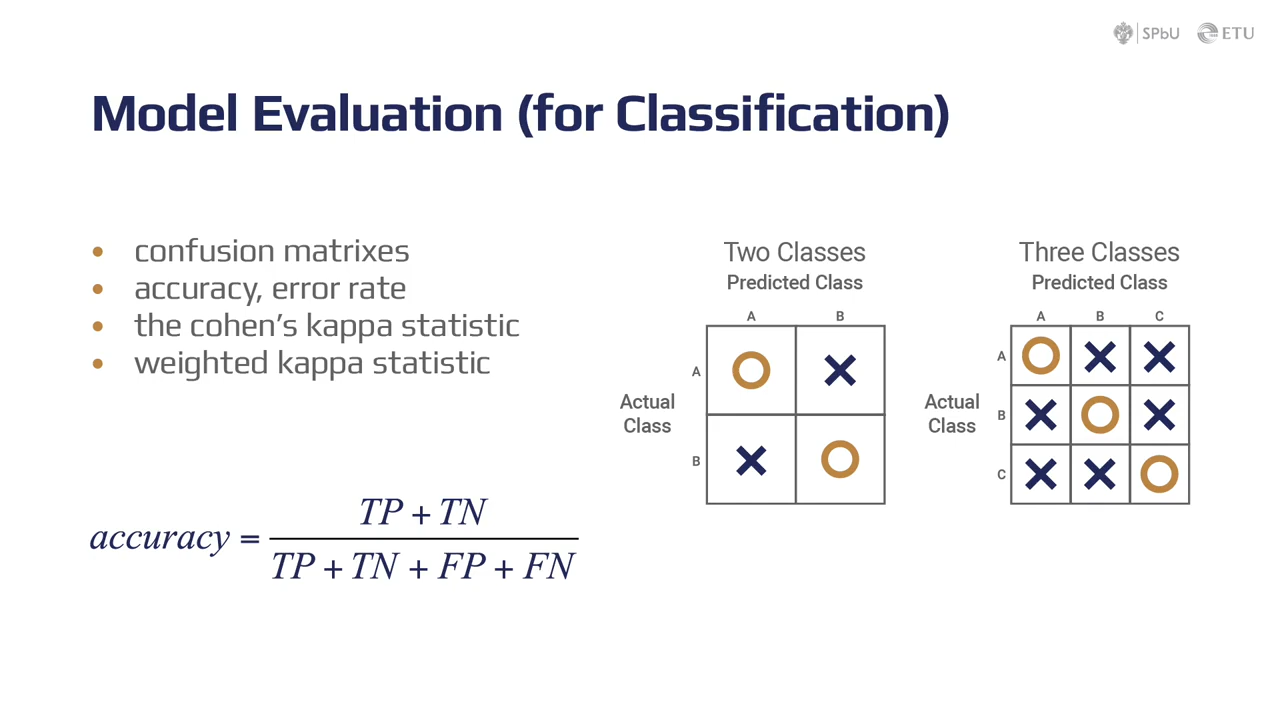 SPbU ETU
Model Evaluation (for Classification)
• confusion matrixes
• accuracy, error rate
• the cohen’s kappa statistic
• weighted kappa statistic
accuracy = TP + TN
TP + TN + FP + FN
Two Classes
Predicted Class
A B
A
Actual
Class
B
Three Classes
Predicted Class
A B C
A
Actual
Class
B
C